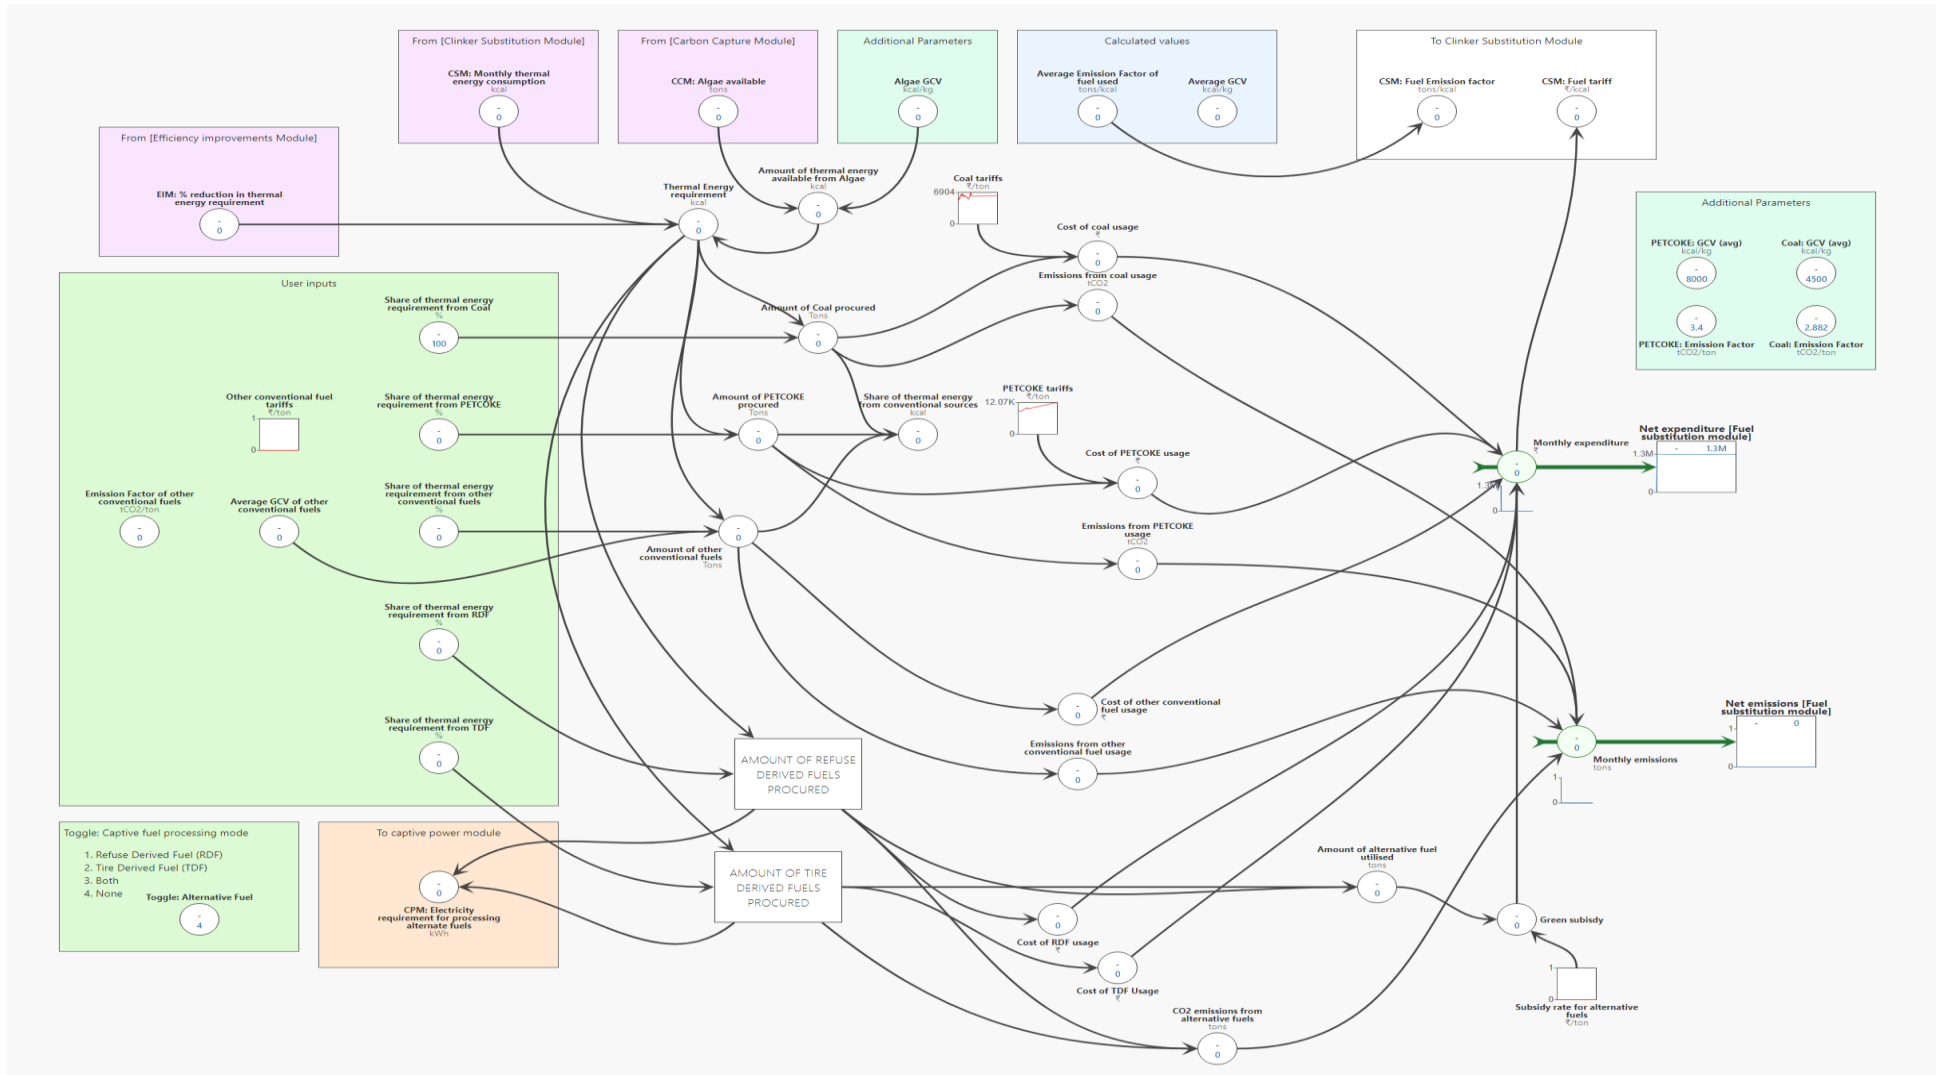 From [Clinker Substitution Module]
CSM: Monthly thermal
energy consumption
kcal
-
0
From [Carbon Capture Module]
CCM: Algae available
tons
-
0
Additional Parameters
Algae GCV
kcal/kg
-
0
Calculated values
Average Emission Factor of
fuel used
tons/kcal
-
0
Average GCV
kcal/kg
-
0
To Clinker Substitution Module
CSM: Fuel Emission factor
tons/kcal
-
0
CSM: Fuel tariff
₹/kcal
-
0
From [Efficiency improvements Module]
EIM: % reduction in thermal
energy requirement
-
0
Thermal Energy
requirement
kcal
-
0
Amount of thermal energy
available from Algae
kcal
-
0
Coal tariffs
₹/ton
6904
0
Cost of coal usage
₹
-
0
Emissions from coal usage
tCO2
-
0
Additional Parameters
PETCOKE: GCV (avg)
kcal/kg
-
8000
Coal: GCV (avg)
kcal/kg
-
4500
-
3.4
PETCOKE: Emission Factor
tCO2/ton
-
2.882
Coal: Emission Factor
tCO2/ton
User inputs
Share of thermal energy
requirement from Coal
%
-
100
Other conventional fuel
tariffs
₹/ton
1
0
Share of thermal energy
requirement from PETCOKE
%
-
0
Emission Factor of other
conventional fuels
tCO2/ton
-
0
Average GCV of other
conventional fuels
-
0
Share of thermal energy
requirement from other
conventional fuels
%
-
0
Share of thermal energy
requirement from RDF
%
-
0
Share of thermal energy
requirement from TDF
%
-
0
Amount of Coal procured
Tons
-
0
Amount of PETCOKE
procured
Tons
-
0
Share of thermal energy
from conventional sources
kcal
-
0
PETCOKE tariffs
₹/ton
12.07K
0
Cost of PETCOKE usage
₹
-
0
Emissions from PETCOKE
usage
tCO2
-
0
-
0
Amount of other
conventional fuels
Tons
Monthly expenditure
₹
-
0
1.3M
0
Net expenditure [Fuel
substitution module]
1.3M
-
1.3M
0
-
0
Cost of other conventional
fuel usage
₹
Emissions from other
conventional fuel usage
-
0
-
0
Monthly emissions
tons
1
0
Net emissions [Fuel
substitution module]
-
0
1
0
AMOUNT OF REFUSE
DERIVED FUELS
PROCURED
AMOUNT OF TIRE
DERIVED FUELS
PROCURED
Toggle: Captive fuel processing mode
1. Refuse Derived Fuel (RDF)
2. Tire Derived Fuel (TDF)
3. Both
4. None
Toggle: Alternative Fuel
-
4
To captive power module
-
0
CPM: Electricity
requirement for processing
alternate fuels
kWh
Amount of alternative fuel
utilised
tons
-
0
-
0
Cost of RDF usage
₹
-
0
Cost of TDF Usage
₹
-
0
Green subisdy
1
0
Subsidy rate for alternative
fuels
₹/ton
CO2 emissions from
alternative fuels
tons
-
0